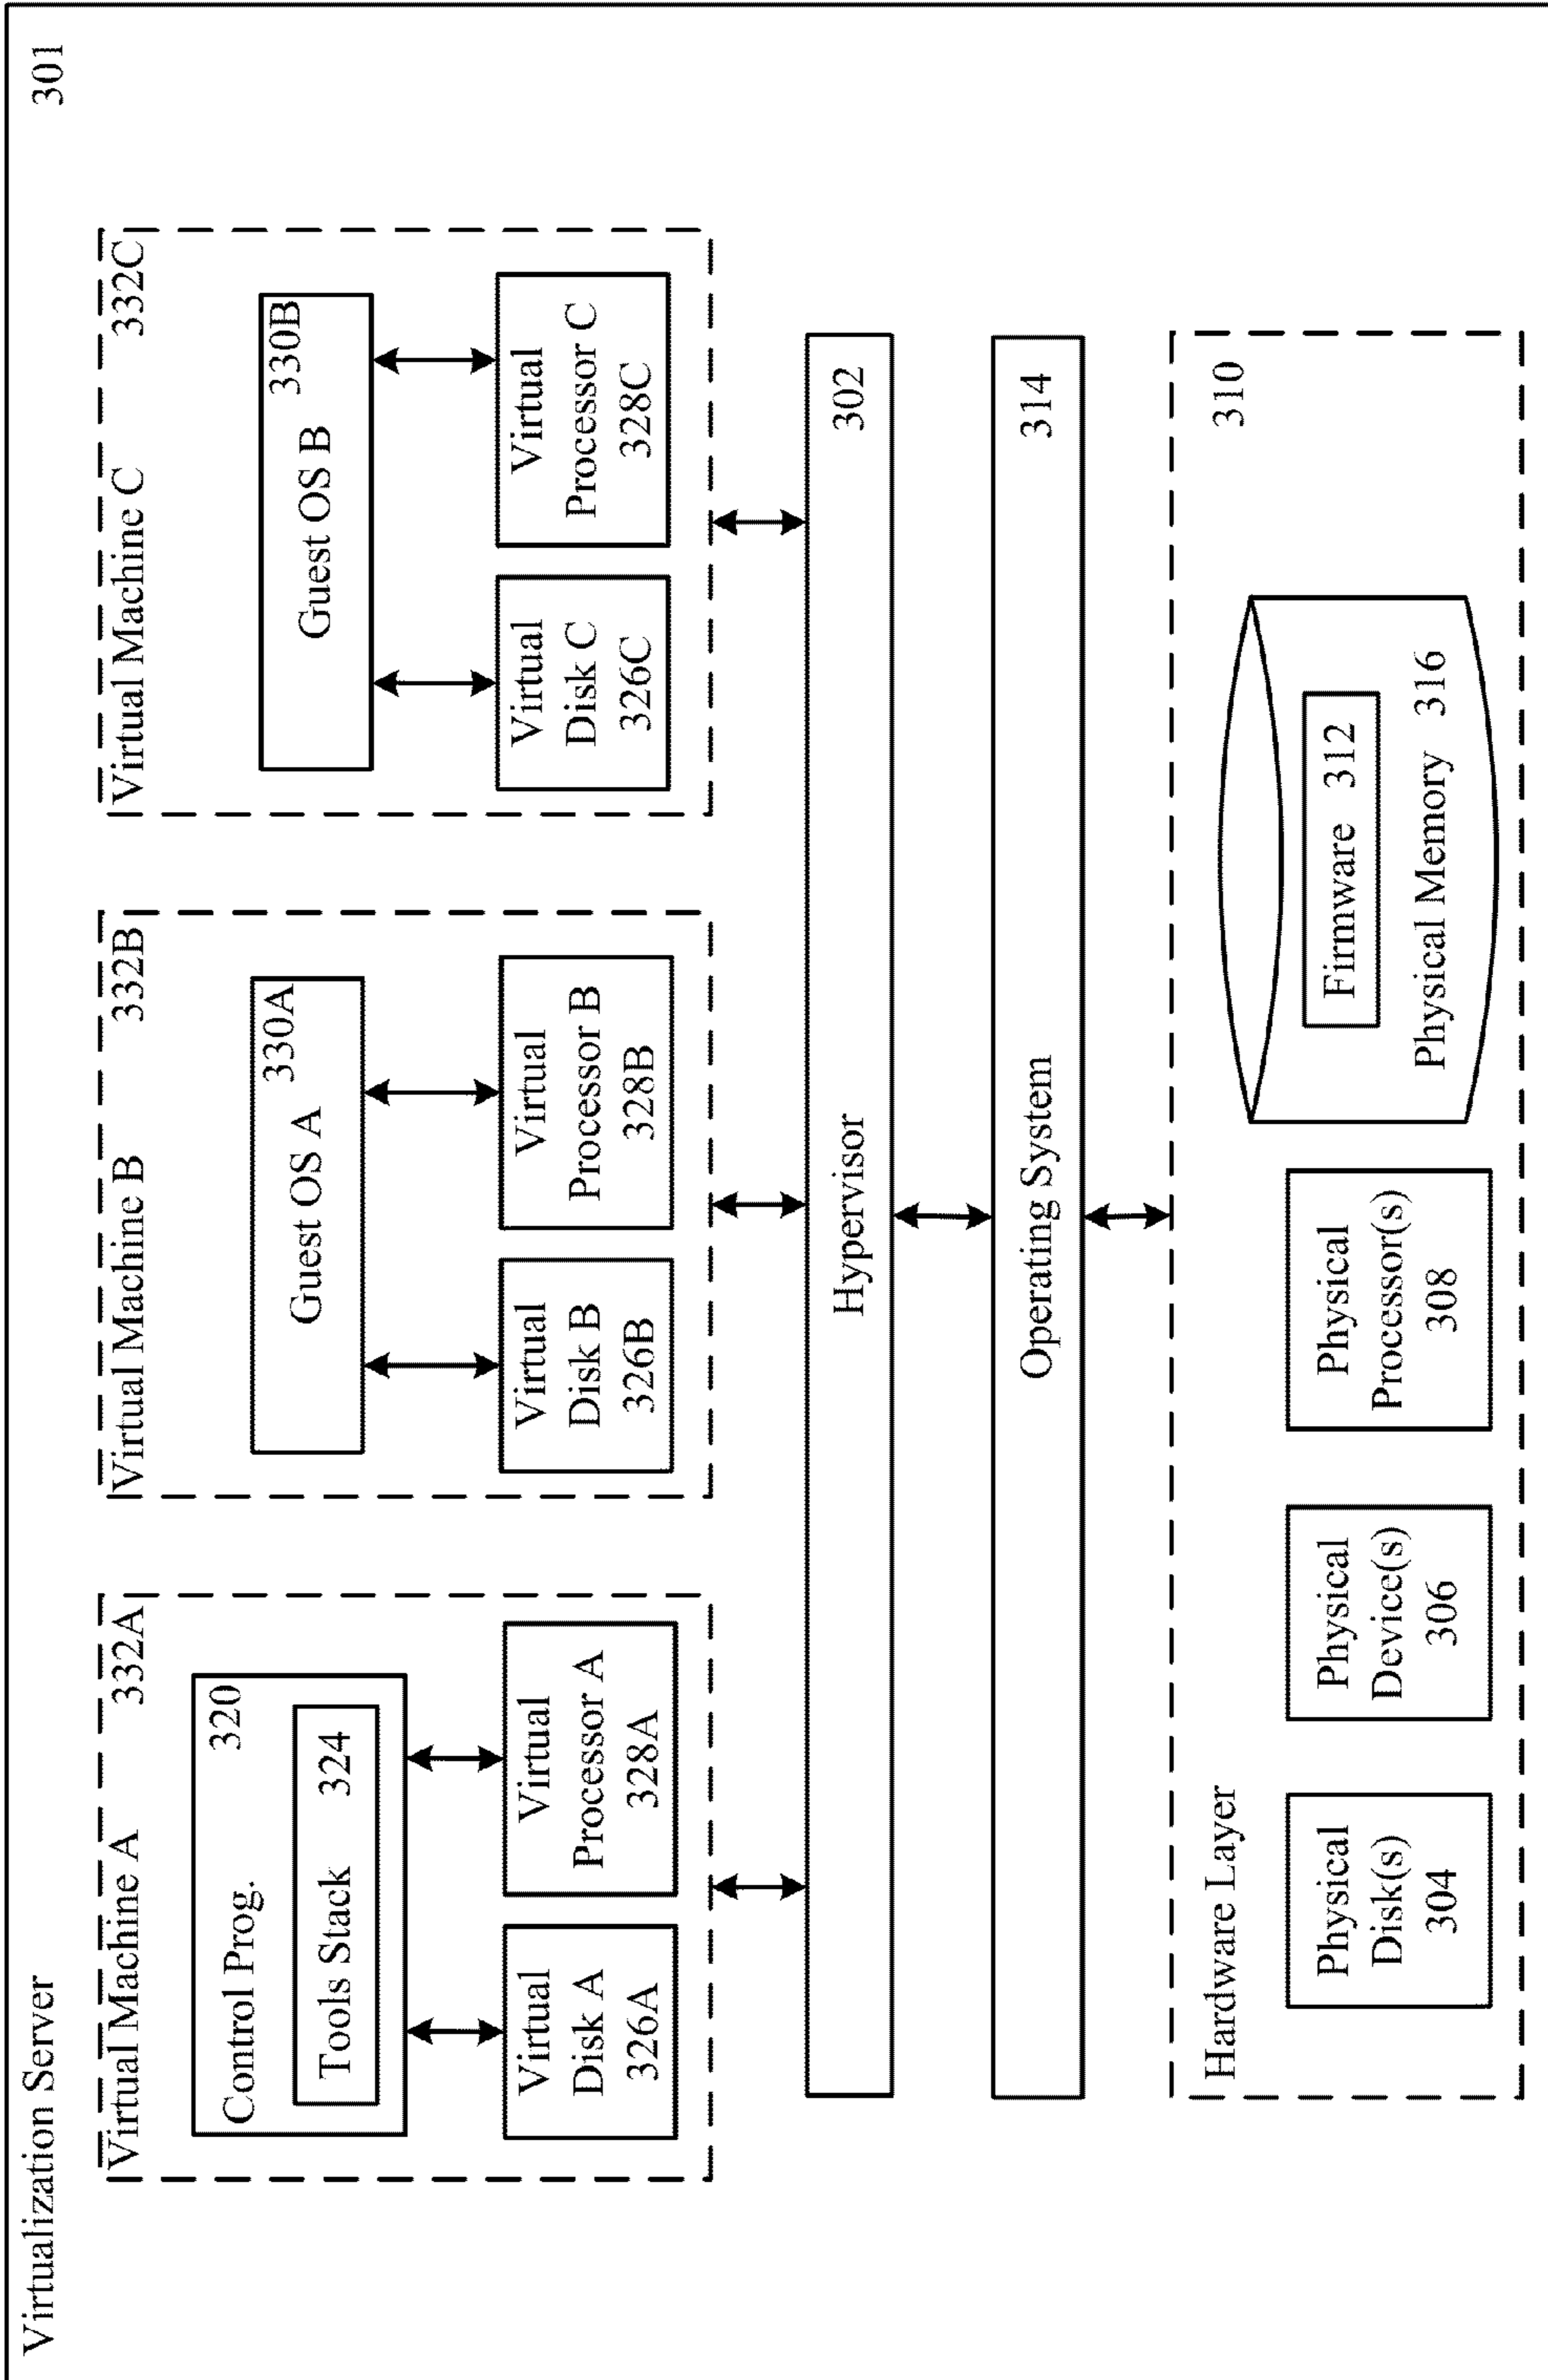 Virtualization Server
301
Virtual Machine A
332A
Control Prog.
320
Tools Stack 324
Virtual
Disk A
326A
Virtual
Processor A
328A
Virtual Machine B
332B
Guest OS A
330A
Virtual
Disk B
326B
Virtual
Processor B
328B
Virtual Machine C
332C
Guest OS B
330B
Virtual
Disk C
326C
Virtual
Processor C
328C
Hypervisor
302
Operating System
314
Hardware Layer
310
Physical
Disk(s)
304
Physical
Device(s)
306
Physical
Processor(s)
308
Firmware 312
Physical Memory 316